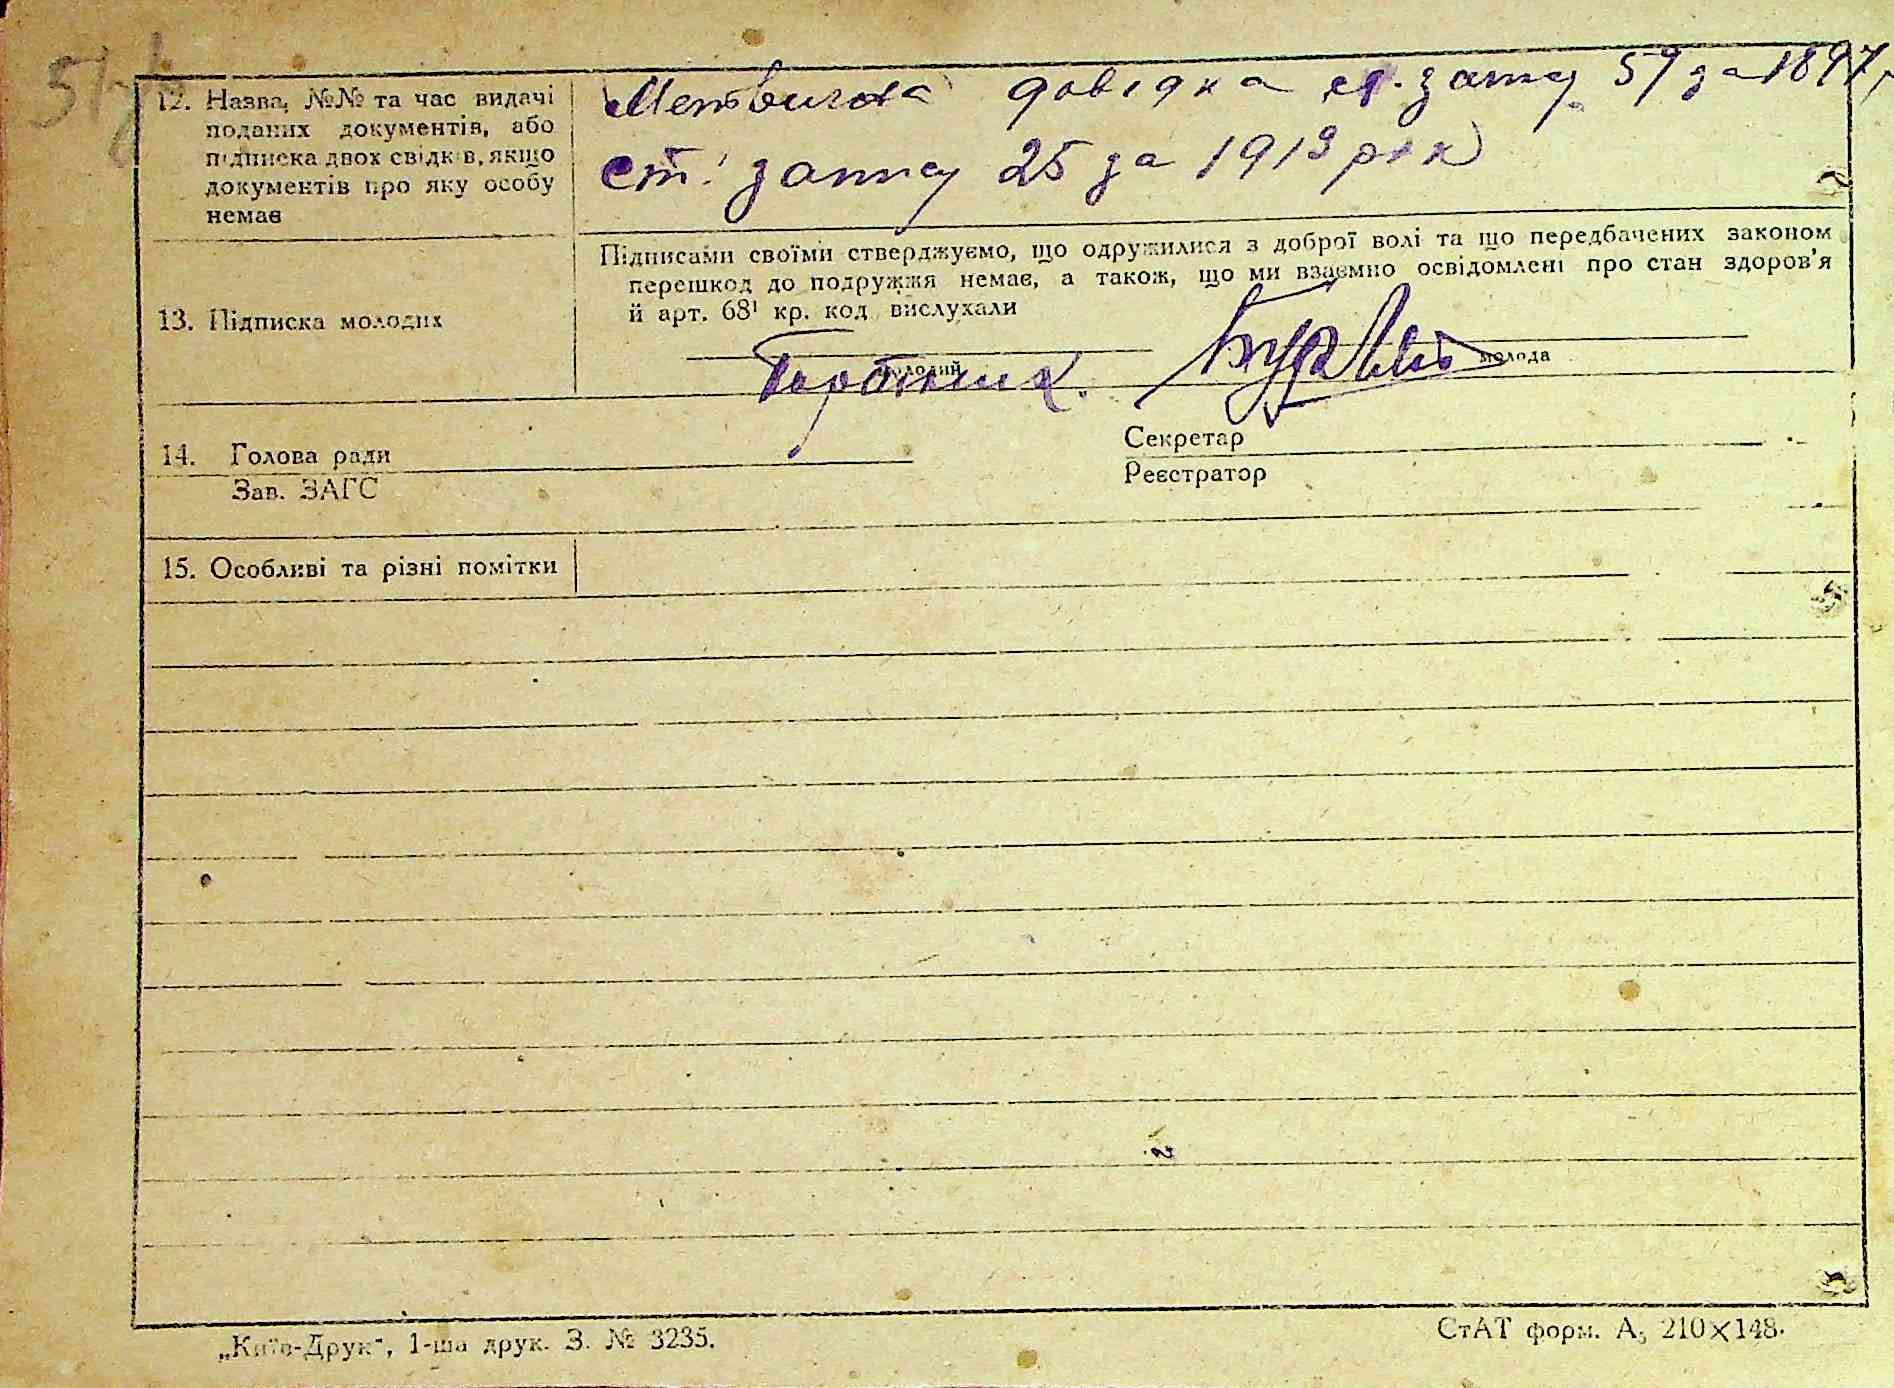 12. Назва, №№ та час видачі
поданих документів, або
підписка двох свідків, якщо
документів про яку особу
немає
Метрична довідка ст. запису 59 за 1897 р
ст. запису 25 за 1919 рік
13. Підписка молодих
Підписами своїми стверджуємо, що одружилися з доброї волі та що передбачених законом
перешкод до подружжя немає, а також, що ми взаємно освідомлені про стан здоров'я
й арт. 68¹ кр. код вислухали
молодий
молода
14. Голова ради
Зав. ЗАГС
Секретар
Реєстратор
15. Особливі та різні помітки
„Київ-Друк", 1-ша друк. З. № 3235.
СтАТ форм. А5 210×148.